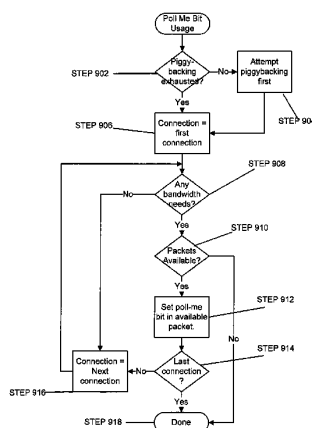 Poll Me Bit
Usage
STEP 902
Piggy-
backing
exhausted?
No
Attempt
piggybacking
first
STEP 904
Yes
STEP 906
Connection =
first
connection
STEP 908
Any
bandwidth
needs?
No
Yes
STEP 910
Packets
Available?
Yes
Set poll-me
bit in available
packet.
STEP 912
No
STEP 914
Last
connection
?
No
Connection =
Next
connection
STEP 916
Yes
STEP 918
Done